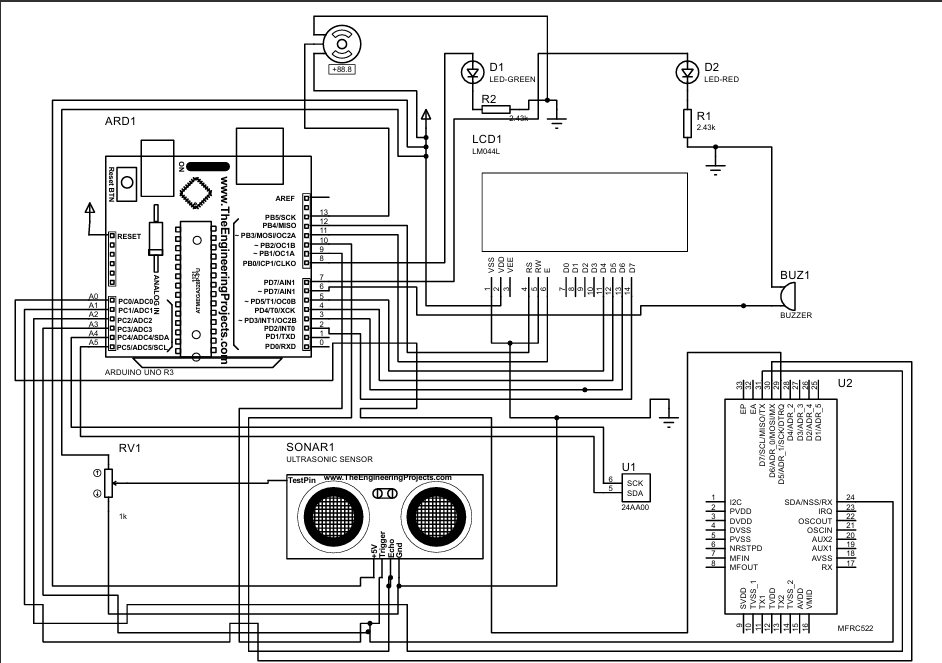 +88.8
D1
LED-GREEN
D2
LED-RED
R2
2.43k
R1
2.43k
ARD1
LCD1
LM044L
Reset BTN
ON
www.TheEngineeringProjects.com
ANALOG IN
RESET
AREF
PB5/SCK 13
PB4/MISO 12
~ PB3/MOSI/OC2A 11
~ PB2/OC1B 10
~ PB1/OC1A 9
PB0/ICP1/CLKO 8
PD7/AIN1 7
~ PD7/AIN1 6
~ PD5/T1/OC0B 5
PD4/T0/XCK 4
~ PD3/INT1/OC2B 3
PD2/INT0 2
PD1/TXD 1
PD0/RXD 0
A0 PC0/ADC0
A1 PC1/ADC1
A2 PC2/ADC2
A3 PC3/ADC3
A4 PC4/ADC4/SDA
A5 PC5/ADC5/SCL
ARDUINO UNO R3
VSS VDD VEE RS RW E D0 D1 D2 D3 D4 D5 D6 D7
1 2 3 4 5 6 7 8 9 10 11 12 13 14
BUZ1
BUZZER
U2
33 32 31 30 29 28 27 26 25
EP EA D7/SCL/MISO/TX D6/ADR_0/MOSI/MX D5/ADR_1/SCK/DTRQ D4/ADR_2 D3/ADR_3 D2/ADR_4 D1/ADR_5
1 I2C
2 PVDD
3 DVDD
4 DVSS
5 PVSS
6 NRSTPD
7 MFIN
8 MFOUT
SDA/NSS/RX 24
IRQ 23
OSCOUT 22
OSCIN 21
AUX2 20
AUX1 19
AVSS 18
RX 17
SVDD TVSS_1 TX1 TVDD TX2 TVSS_2 AVDD VMID
9 10 11 12 13 14 15 16
MFRC522
RV1
1k
SONAR1
ULTRASONIC SENSOR
TestPin
www.TheEngineeringProjects.com
+5V
Trigger
Echo
Gnd
U1
6 SCK
5 SDA
24AA00